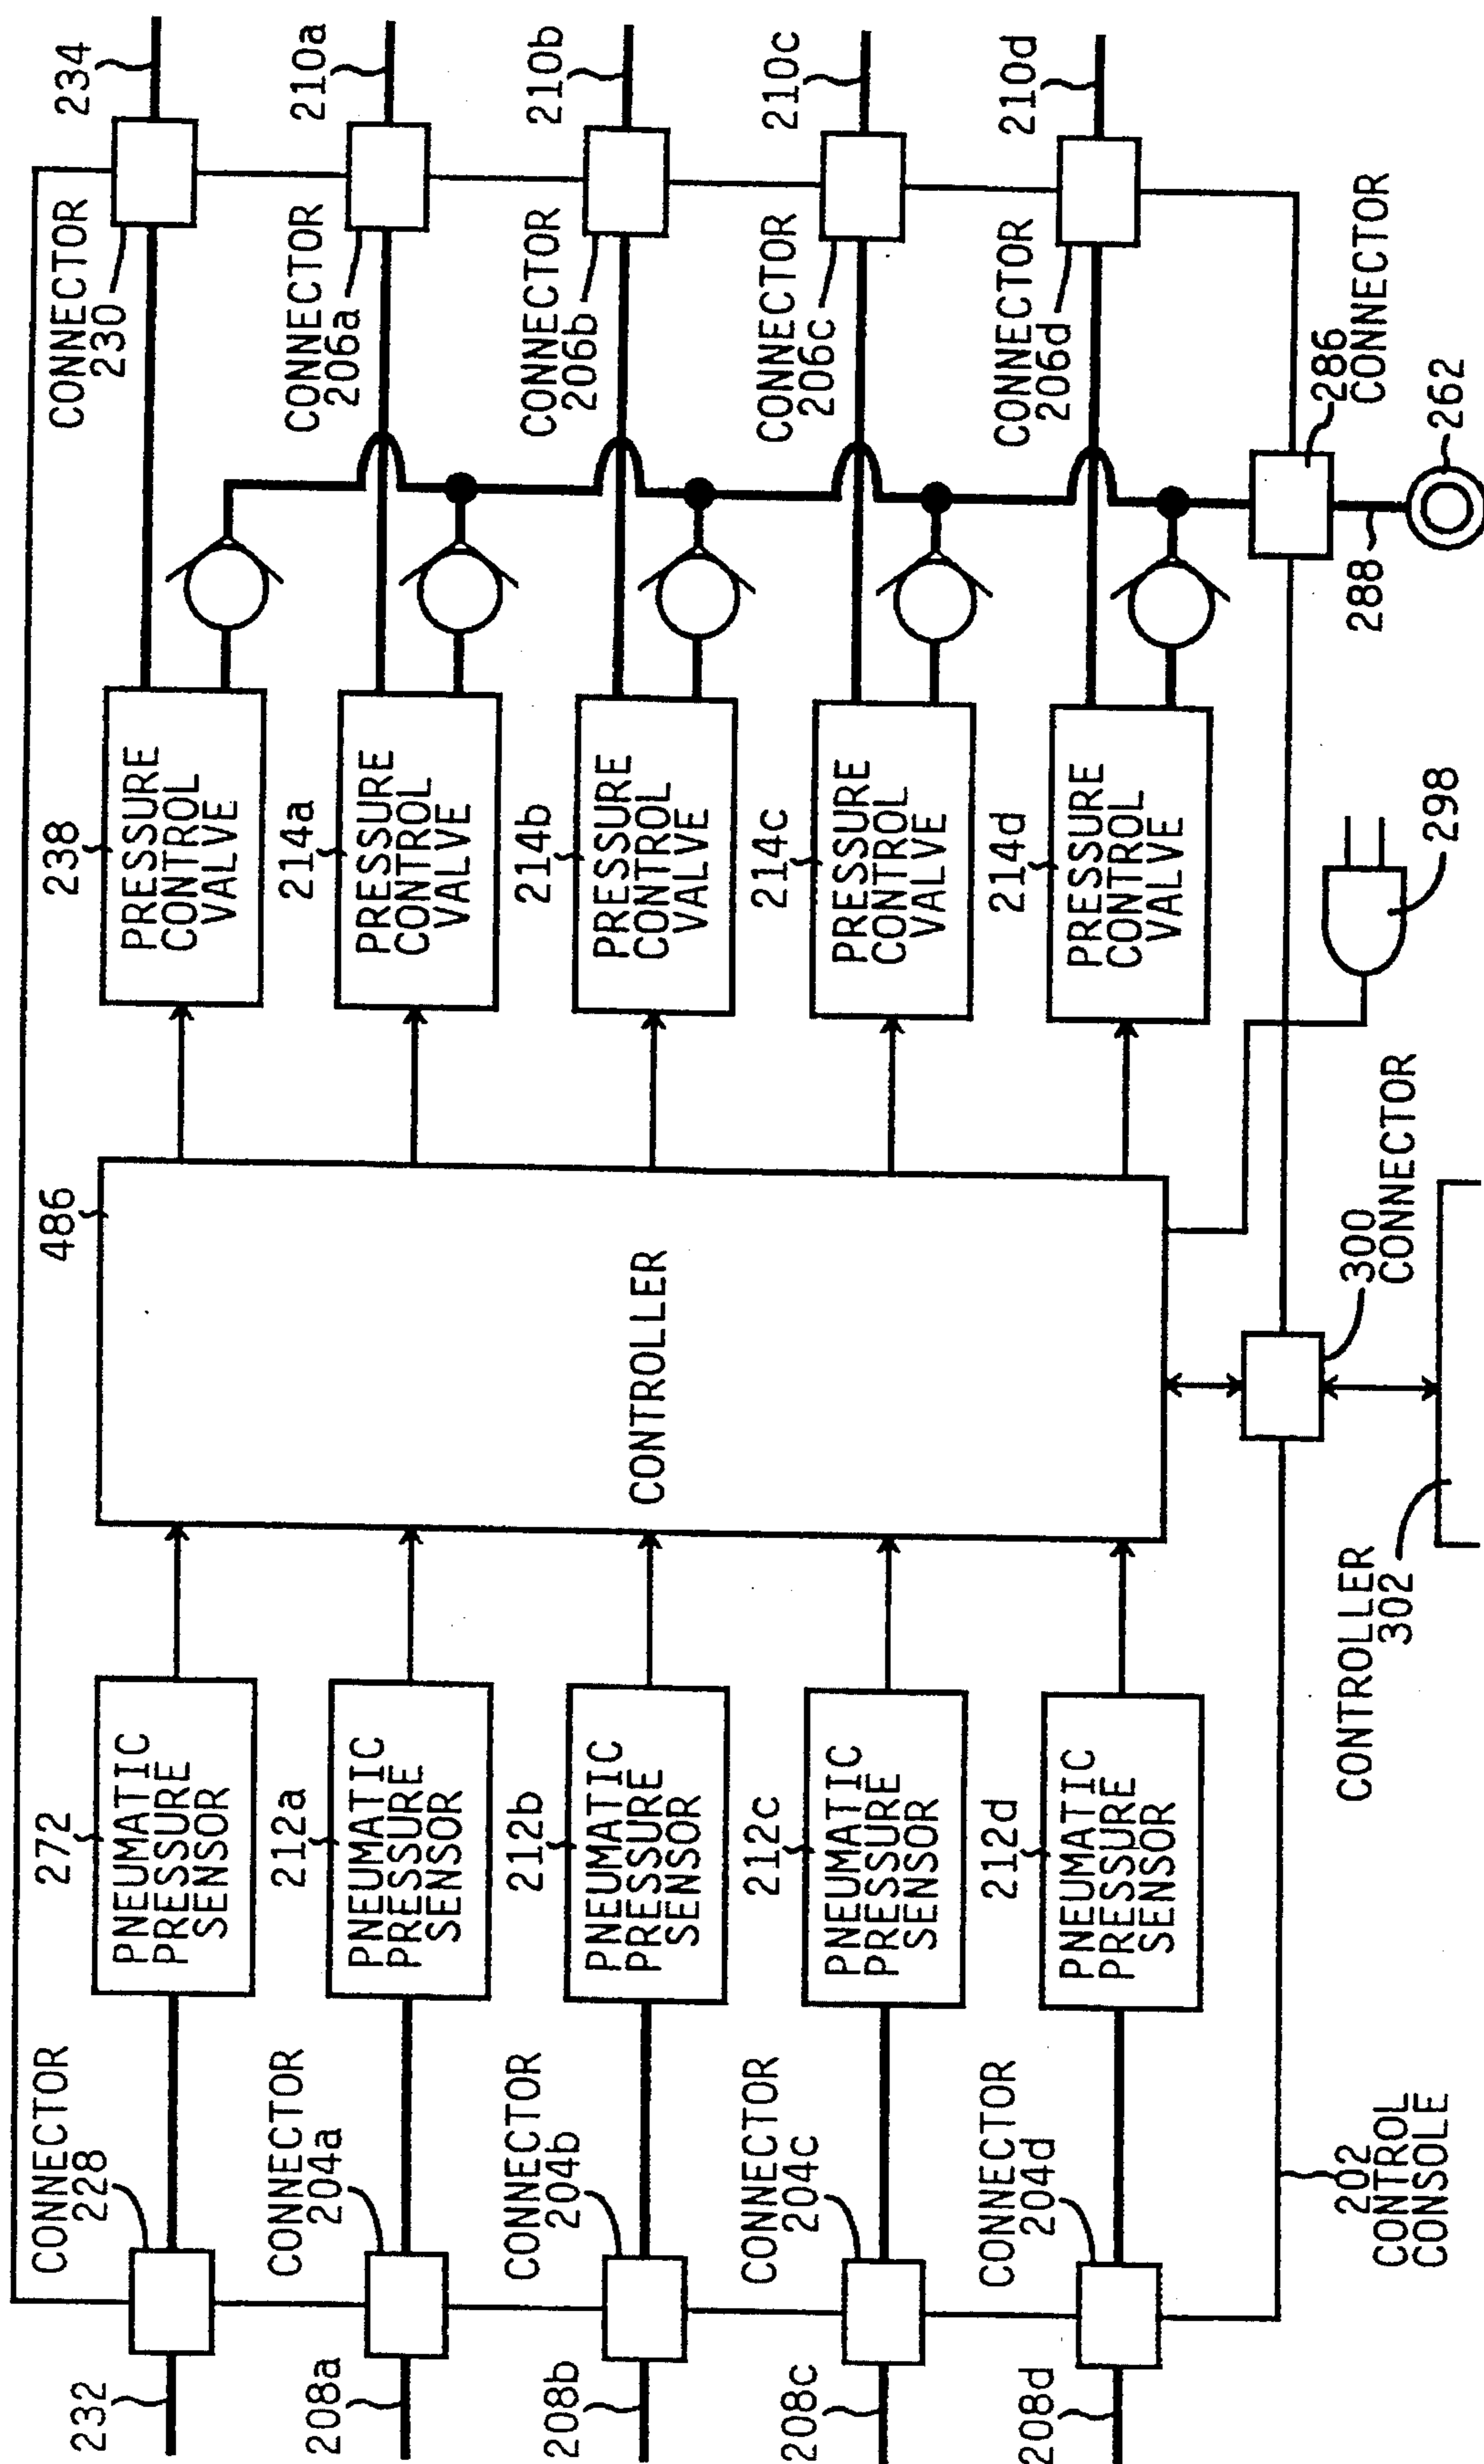 232
CONNECTOR
228
272
PNEUMATIC
PRESSURE
SENSOR
486
CONTROLLER
238
PRESSURE
CONTROL
VALVE
CONNECTOR
230
234
208a
CONNECTOR
204a
212a
PNEUMATIC
PRESSURE
SENSOR
214a
PRESSURE
CONTROL
VALVE
CONNECTOR
206a
210a
208b
CONNECTOR
204b
212b
PNEUMATIC
PRESSURE
SENSOR
214b
PRESSURE
CONTROL
VALVE
CONNECTOR
206b
210b
208c
CONNECTOR
204c
212c
PNEUMATIC
PRESSURE
SENSOR
214c
PRESSURE
CONTROL
VALVE
CONNECTOR
206c
210c
208d
CONNECTOR
204d
212d
PNEUMATIC
PRESSURE
SENSOR
214d
PRESSURE
CONTROL
VALVE
CONNECTOR
206d
210d
202
CONTROL
CONSOLE
CONTROLLER
302
300
CONNECTOR
298
288
286
CONNECTOR
262